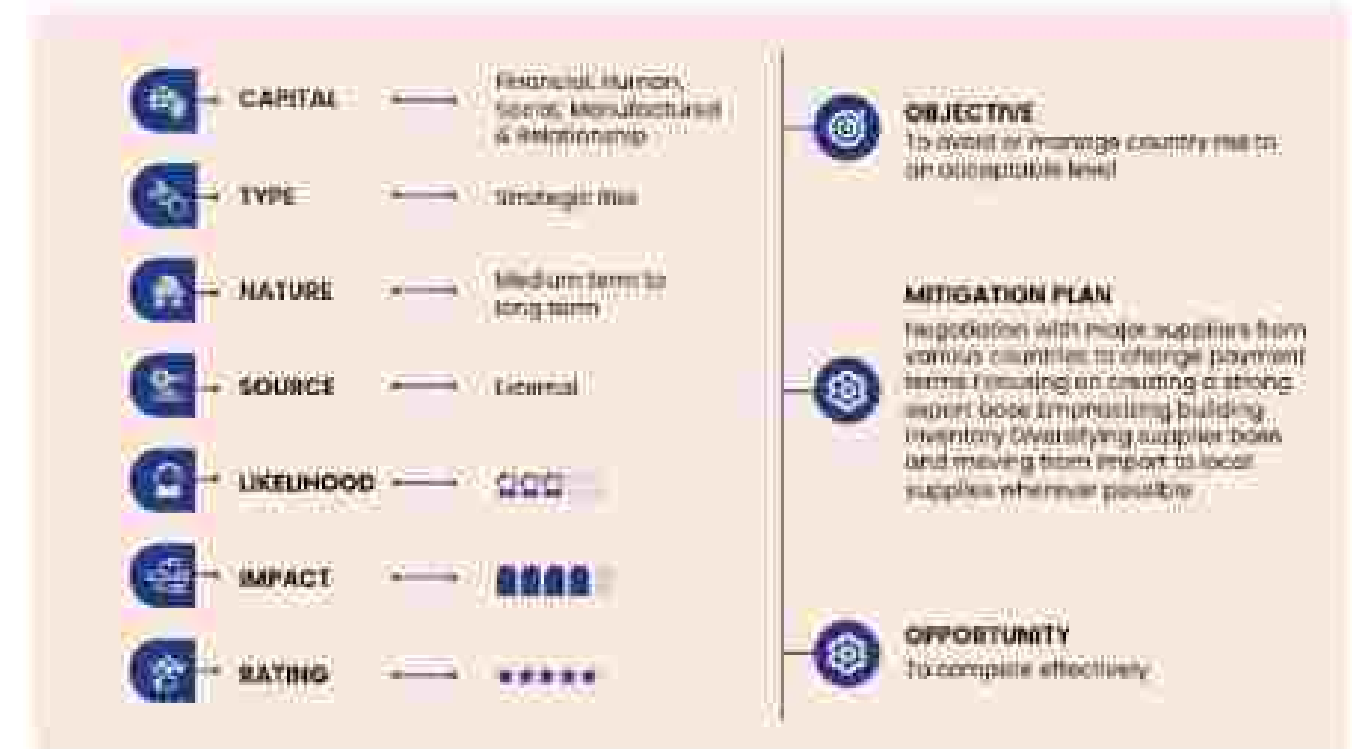 CAPITAL
Financial, Human,
Social, Manufactured
& Relationship
TYPE
Strategic Risk
NATURE
Medium term to
long term
SOURCE
External
LIKELIHOOD
IMPACT
RATING
OBJECTIVE
To avoid or manage country risk to
an acceptable level
MITIGATION PLAN
Negotiation with major suppliers from
various countries to change payment
terms Focusing on creating a strong
export base Emphasizing building
inventory Diversifying supplier base
and moving from import to local
supplies wherever possible
OPPORTUNITY
To compete effectively